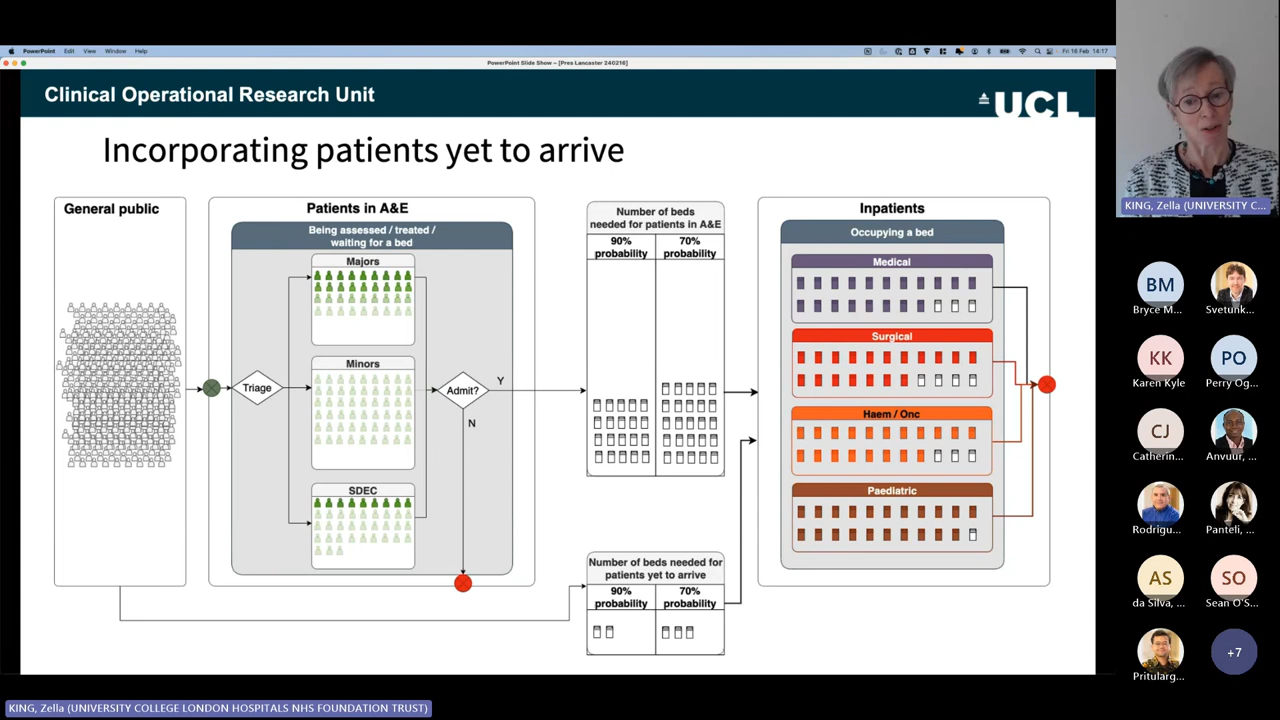 PowerPoint Edit View Window Help
Fri 16 Feb 14:17
PowerPoint Slide Show – [Pres Lancaster 240216]
Clinical Operational Research Unit
UCL
Incorporating patients yet to arrive
General public
Patients in A&E
Being assessed / treated /
waiting for a bed
Majors
Minors
SDEC
Triage
Admit?
Y
N
Number of beds
needed for patients in A&E
90%
probability
70%
probability
Number of beds needed for
patients yet to arrive
90%
probability
70%
probability
Inpatients
Occupying a bed
Medical
Surgical
Haem / Onc
Paediatric
KING, Zella (UNIVERSITY C...
BM
Bryce M...
Svetunk...
KK
Karen Kyle
PO
Perry Og...
CJ
Catherin...
Anvuur, ...
Rodrigu...
Panteli, ...
AS
da Silva, ...
SO
Sean O'S...
Pritularg...
+7
KING, Zella (UNIVERSITY COLLEGE LONDON HOSPITALS NHS FOUNDATION TRUST)